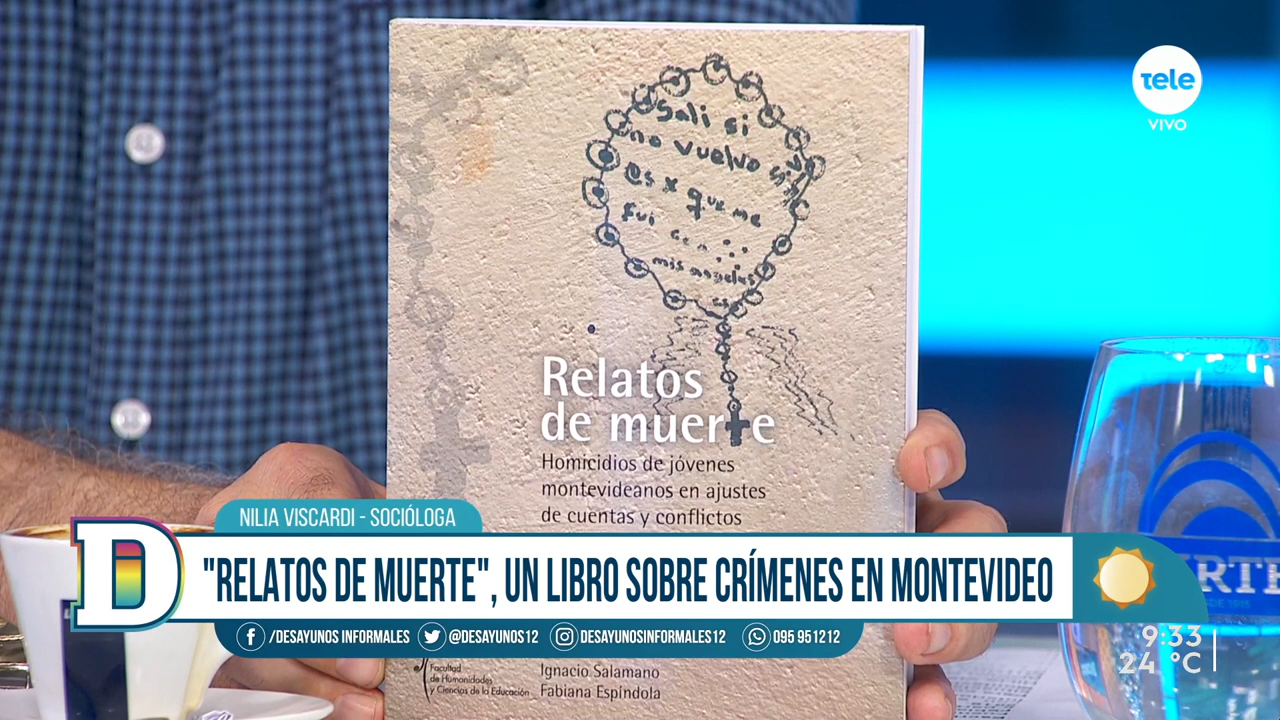 tele
VIVO
Sali si
no vuelvo
es x que me
fui con
mis angeles
Relatos
de muerte
Homicidios de jóvenes
montevideanos en ajustes
de cuentas y conflictos
NILIA VISCARDI - SOCIÓLOGA
D
"RELATOS DE MUERTE", UN LIBRO SOBRE CRÍMENES EN MONTEVIDEO
/DESAYUNOS INFORMALES
@DESAYUNOS12
DESAYUNOSINFORMALES12
095 951212
9:33
24 °C
Facultad
de Humanidades
y Ciencias de la Educación
Ignacio Salamano
Fabiana Espíndola